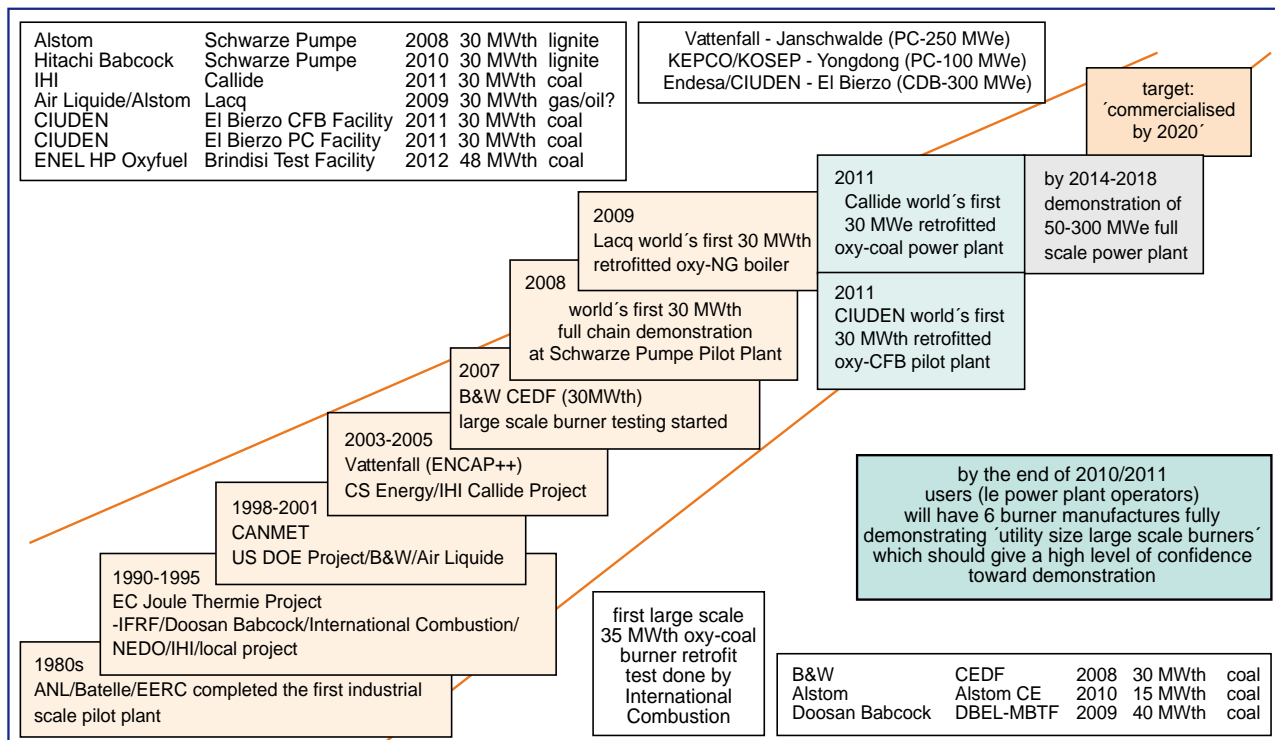 Alstom Schwarze Pumpe 2008 30 MWth lignite
Hitachi Babcock Schwarze Pumpe 2010 30 MWth lignite
IHI Callide 2011 30 MWth coal
Air Liquide/Alstom Lacq 2009 30 MWth gas/oil?
CIUDEN El Bierzo CFB Facility 2011 30 MWth coal
CIUDEN El Bierzo PC Facility 2011 30 MWth coal
ENEL HP Oxyfuel Brindisi Test Facility 2012 48 MWth coal
Vattenfall - Janschwalde (PC-250 MWe)
KEPCO/KOSEP - Yongdong (PC-100 MWe)
Endesa/CIUDEN - El Bierzo (CDB-300 MWe)
target:
´commercialised
by 2020´
2011
Callide world´s first
30 MWe retrofitted
oxy-coal power plant
by 2014-2018
demonstration of
50-300 MWe full
scale power plant
2009
Lacq world´s first 30 MWth
retrofitted oxy-NG boiler
2008
world´s first 30 MWth
full chain demonstration
at Schwarze Pumpe Pilot Plant
2011
CIUDEN world´s first
30 MWth retrofitted
oxy-CFB pilot plant
2007
B&W CEDF (30MWth)
large scale burner testing started
2003-2005
Vattenfall (ENCAP++)
CS Energy/IHI Callide Project
1998-2001
CANMET
US DOE Project/B&W/Air Liquide
by the end of 2010/2011
users (le power plant operators)
will have 6 burner manufactures fully
demonstrating ´utility size large scale burners´
which should give a high level of confidence
toward demonstration
1990-1995
EC Joule Thermie Project
-IFRF/Doosan Babcock/International Combustion/
NEDO/IHI/local project
1980s
ANL/Batelle/EERC completed the first industrial
scale pilot plant
first large scale
35 MWth oxy-coal
burner retrofit
test done by
International
Combustion
B&W CEDF 2008 30 MWth coal
Alstom Alstom CE 2010 15 MWth coal
Doosan Babcock DBEL-MBTF 2009 40 MWth coal